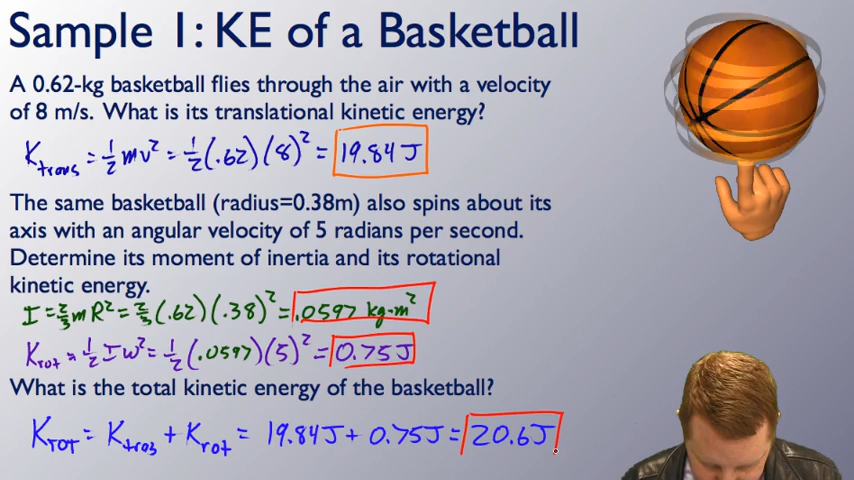 Sample 1: KE of a Basketball
A 0.62-kg basketball flies through the air with a velocity
of 8 m/s. What is its translational kinetic energy?
K_trans = ½mv² = ½(.62)(8)² = 19.84 J
The same basketball (radius=0.38m) also spins about its
axis with an angular velocity of 5 radians per second.
Determine its moment of inertia and its rotational
kinetic energy.
I = ⅔mR² = ⅔(.62)(.38)² = .0597 kg·m²
K_rot = ½Iω² = ½(.0597)(5)² = 0.75J
What is the total kinetic energy of the basketball?
K_TOT = K_trans + K_rot = 19.84J + 0.75J = 20.6J